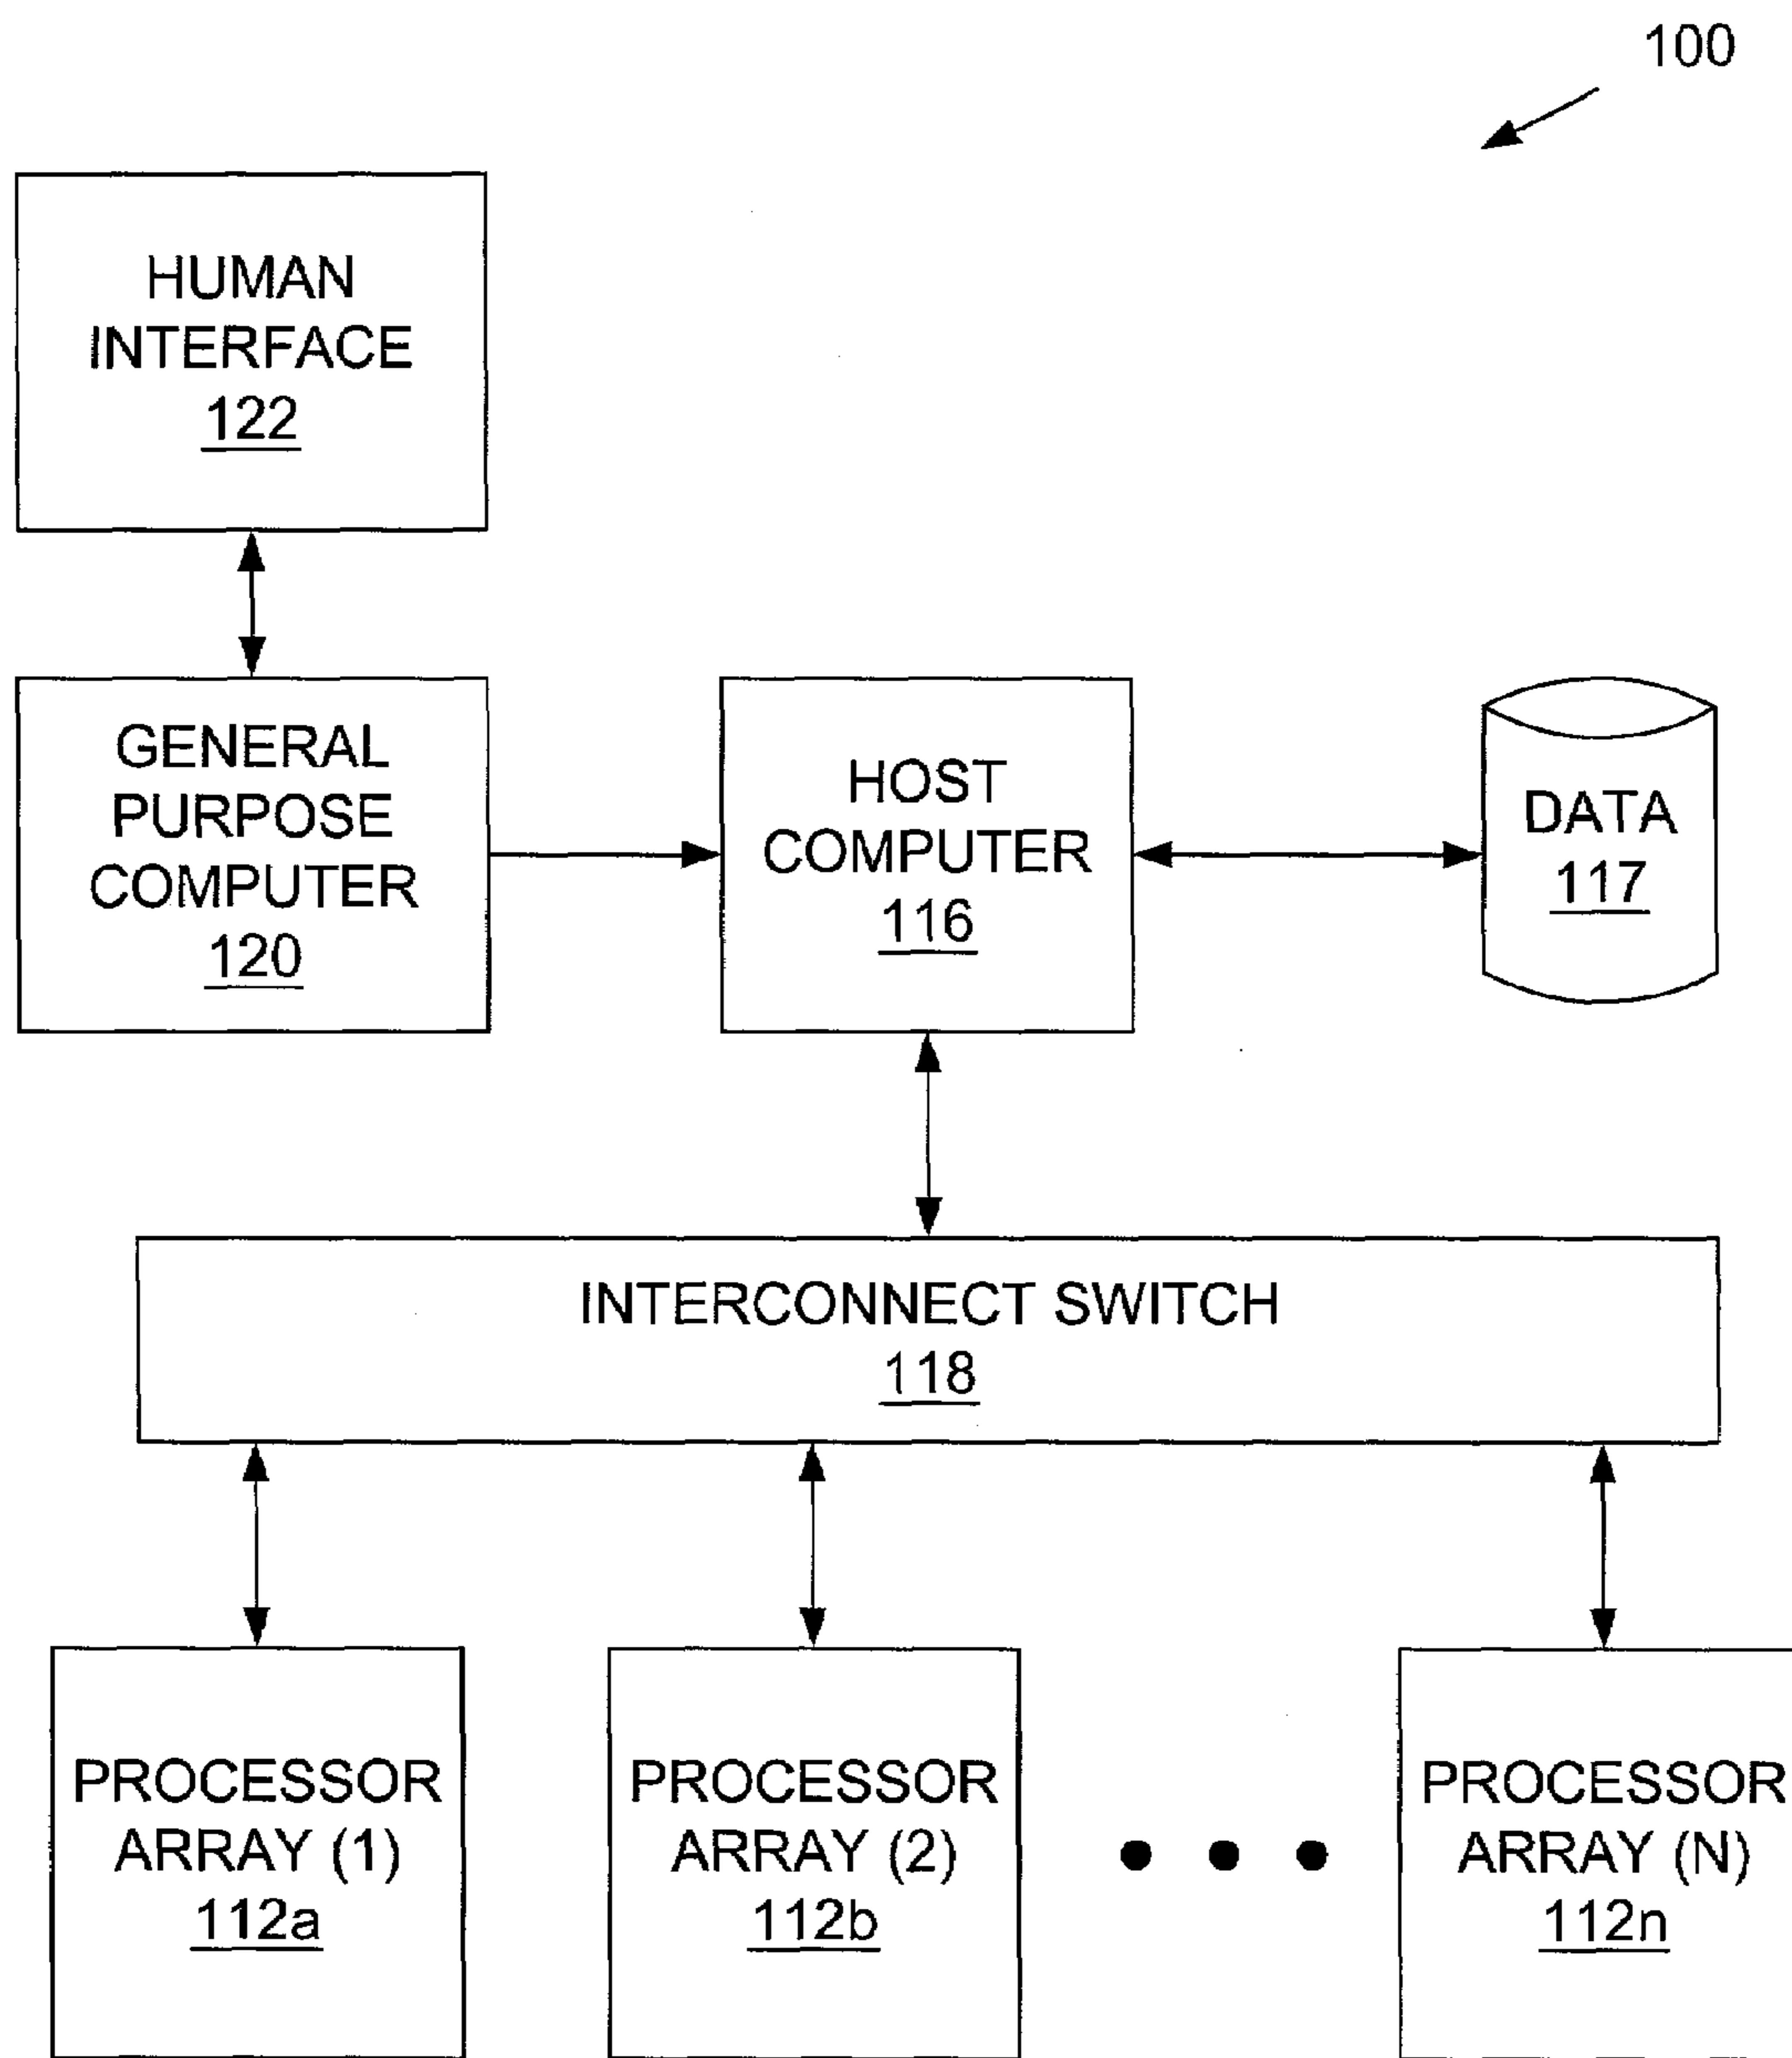 100
HUMAN
INTERFACE
122
GENERAL
PURPOSE
COMPUTER
120
HOST
COMPUTER
116
DATA
117
INTERCONNECT SWITCH
118
PROCESSOR
ARRAY (1)
112a
PROCESSOR
ARRAY (2)
112b
PROCESSOR
ARRAY (N)
112n